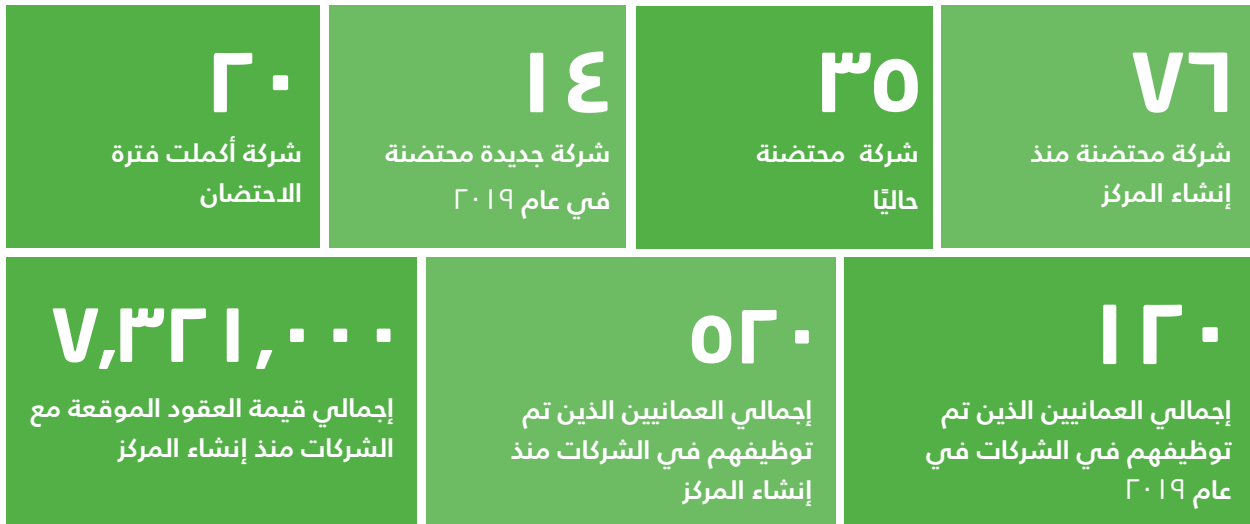 ٧٦
شركة محتضنة منذ
إنشاء المركز
٣٥
شركة محتضنة
حاليًا
١٤
شركة جديدة محتضنة
في عام ٢٠١٩
٢٠
شركة أكملت فترة
الاحتضان
١٢٠
إجمالي العمانيين الذين تم
توظيفهم في الشركات في
عام ٢٠١٩
٥٢٠
إجمالي العمانيين الذين تم
توظيفهم في الشركات منذ
إنشاء المركز
٧,٣٢١,٠٠٠
إجمالي قيمة العقود الموقعة مع
الشركات منذ إنشاء المركز